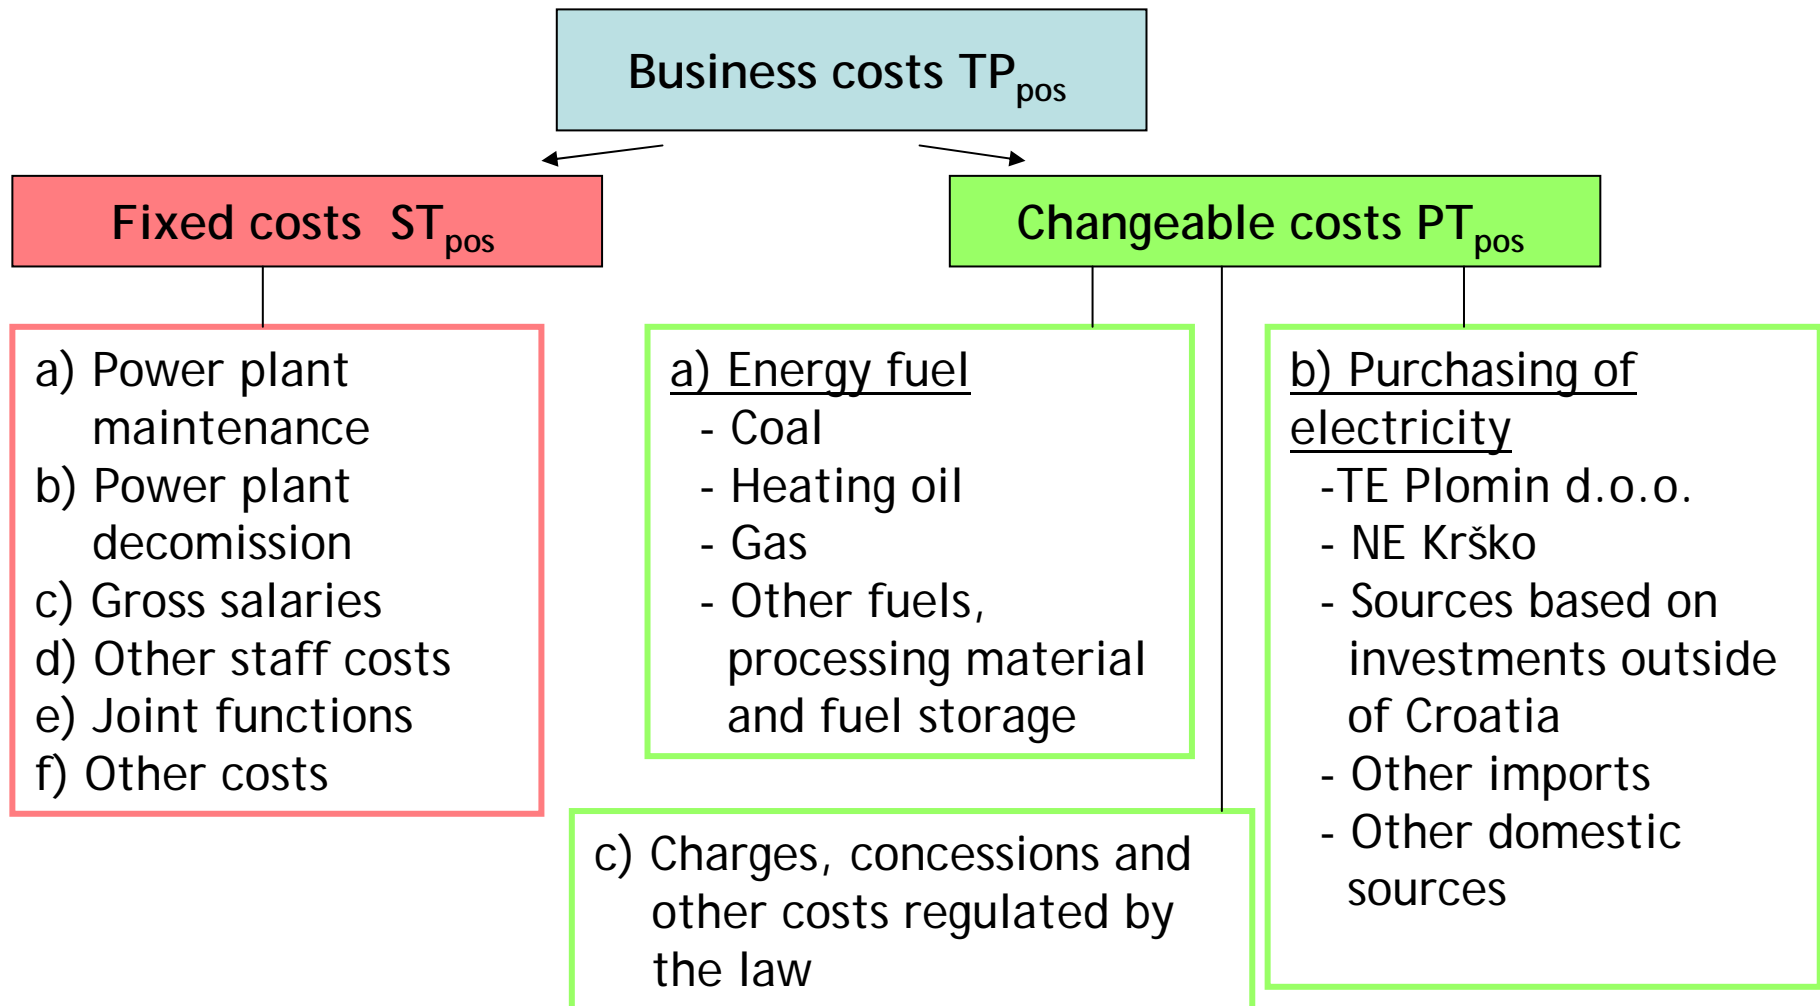 Business costs TPpos
Fixed costs STpos
Changeable costs PTpos
a) Power plant
maintenance
b) Power plant
decomission
c) Gross salaries
d) Other staff costs
e) Joint functions
f) Other costs
a) Energy fuel
- Coal
- Heating oil
- Gas
- Other fuels,
processing material
and fuel storage
b) Purchasing of
electricity
-TE Plomin d.o.o.
- NE Krško
- Sources based on
investments outside
of Croatia
- Other imports
- Other domestic
sources
c) Charges, concessions and
other costs regulated by
the law